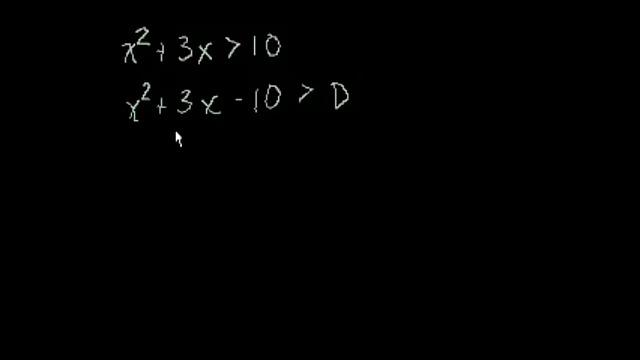 x² + 3x > 10
x² + 3x - 10 > 0